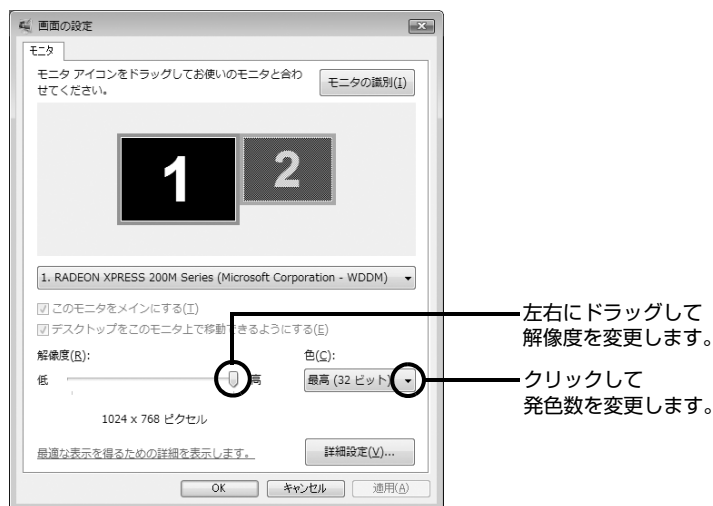 画面の設定
モニタ
モニタ アイコンをドラッグしてお使いのモニタと合わ
せてください。
モニタの識別(I)
1
2
1. RADEON XPRESS 200M Series (Microsoft Corporation - WDDM)
このモニタをメインにする(T)
デスクトップをこのモニタ上で移動できるようにする(E)
解像度(R):
低
高
1024 x 768 ピクセル
色(C):
最高 (32 ビット)
最適な表示を得るための詳細を表示します。
詳細設定(V)...
OK
キャンセル
適用(A)
左右にドラッグして
解像度を変更します。
クリックして
発色数を変更します。